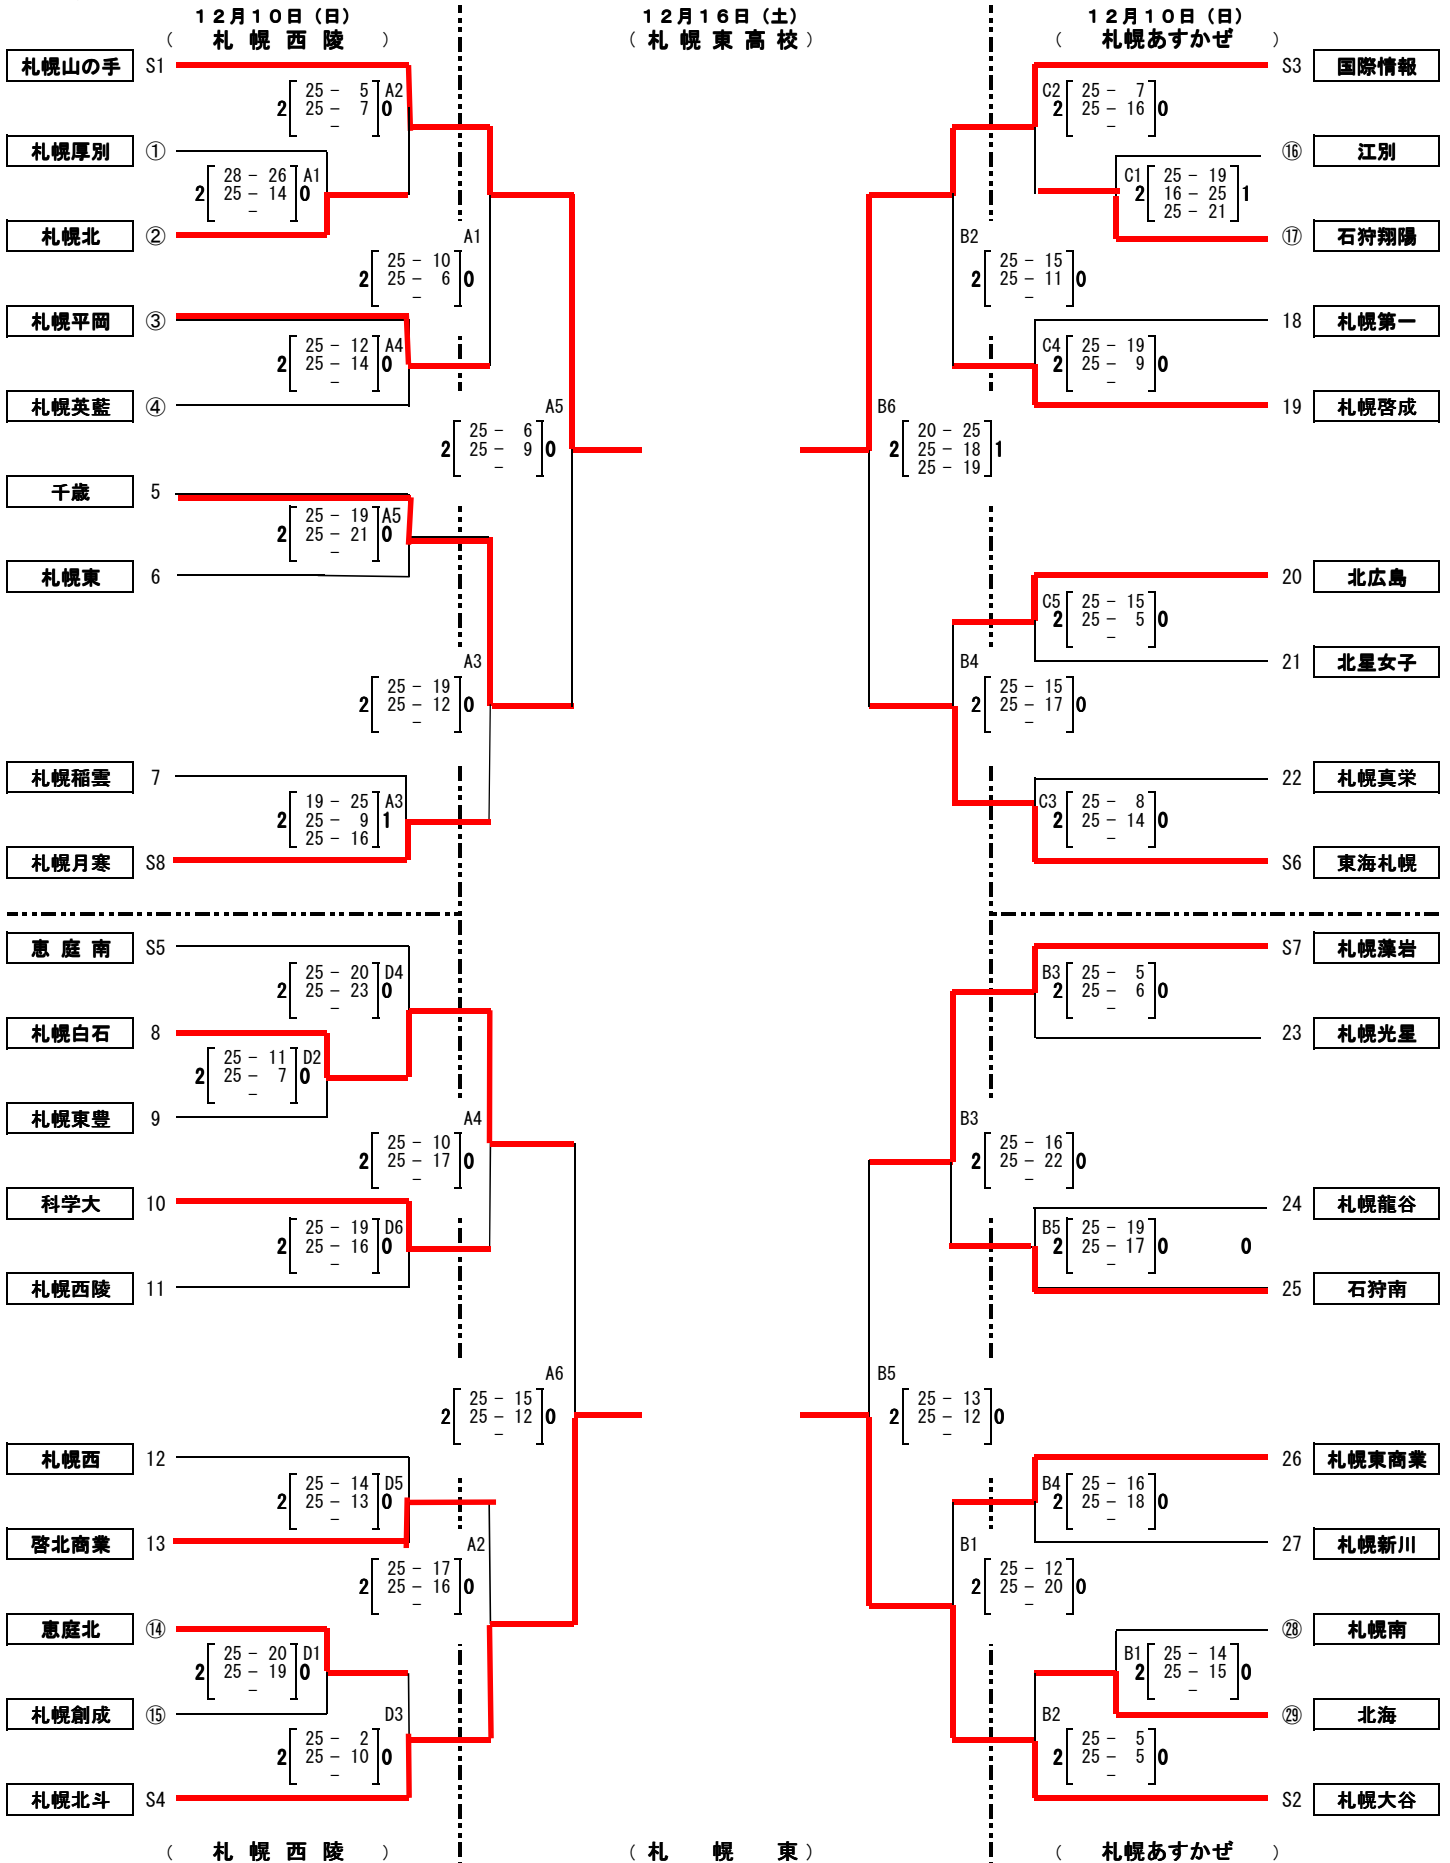 １２月１０日（日）　１２月１６日（土）　１２月１０日（日）
（　札 幌 西 陵　）　（ 札 幌 東 高 校 ）　（　札幌あすかぜ　）
札幌山の手 S1
25 － 5 A2
2 25 － 7 0
－
札幌厚別 ①
28 － 26 A1
2 25 － 14 0
－
札幌北 ②
A1
25 － 10
2 25 － 6 0
－
札幌平岡 ③
25 － 12 A4
2 25 － 14 0
－
札幌英藍 ④
A5
25 － 6
2 25 － 9 0
－
千歳 5
25 － 19 A5
2 25 － 21 0
－
札幌東 6
A3
25 － 19
2 25 － 12 0
－
札幌稲雲 7
19 － 25 A3
2 25 － 9 1
25 － 16
札幌月寒 S8
恵 庭 南 S5
25 － 20 D4
2 25 － 23 0
－
札幌白石 8
25 － 11 D2
2 25 － 7 0
－
札幌東豊 9
A4
25 － 10
2 25 － 17 0
－
科学大 10
25 － 19 D6
2 25 － 16 0
－
札幌西陵 11
A6
25 － 15
2 25 － 12 0
－
札幌西 12
25 － 14 D5
2 25 － 13 0
－
啓北商業 13
A2
25 － 17
2 25 － 16 0
－
恵庭北 ⑭
25 － 20 D1
2 25 － 19 0
－
札幌創成 ⑮
D3
25 － 2
2 25 － 10 0
－
札幌北斗 S4
S3 国際情報
C2 25 － 7
2 25 － 16 0
－
⑯ 江別
C1 25 － 19
2 16 － 25 1
25 － 21
⑰ 石狩翔陽
B2
25 － 15
2 25 － 11 0
－
18 札幌第一
C4 25 － 19
2 25 － 9 0
－
19 札幌啓成
B6
20 － 25
2 25 － 18 1
25 － 19
20 北広島
C5 25 － 15
2 25 － 5 0
－
21 北星女子
B4
25 － 15
2 25 － 17 0
－
22 札幌真栄
C3 25 － 8
2 25 － 14 0
－
S6 東海札幌
S7 札幌藻岩
B3 25 － 5
2 25 － 6 0
－
23 札幌光星
B3
25 － 16
2 25 － 22 0
－
24 札幌龍谷
B5 25 － 19
2 25 － 17 0 0
－
25 石狩南
B5
25 － 13
2 25 － 12 0
－
26 札幌東商業
B4 25 － 16
2 25 － 18 0
－
27 札幌新川
B1
25 － 12
2 25 － 20 0
－
㉘ 札幌南
B1 25 － 14
2 25 － 15 0
－
㉙ 北海
B2
25 － 5
2 25 － 5 0
－
S2 札幌大谷
（　札 幌 西 陵　）　（ 札　幌　東 ）　（　札幌あすかぜ　）